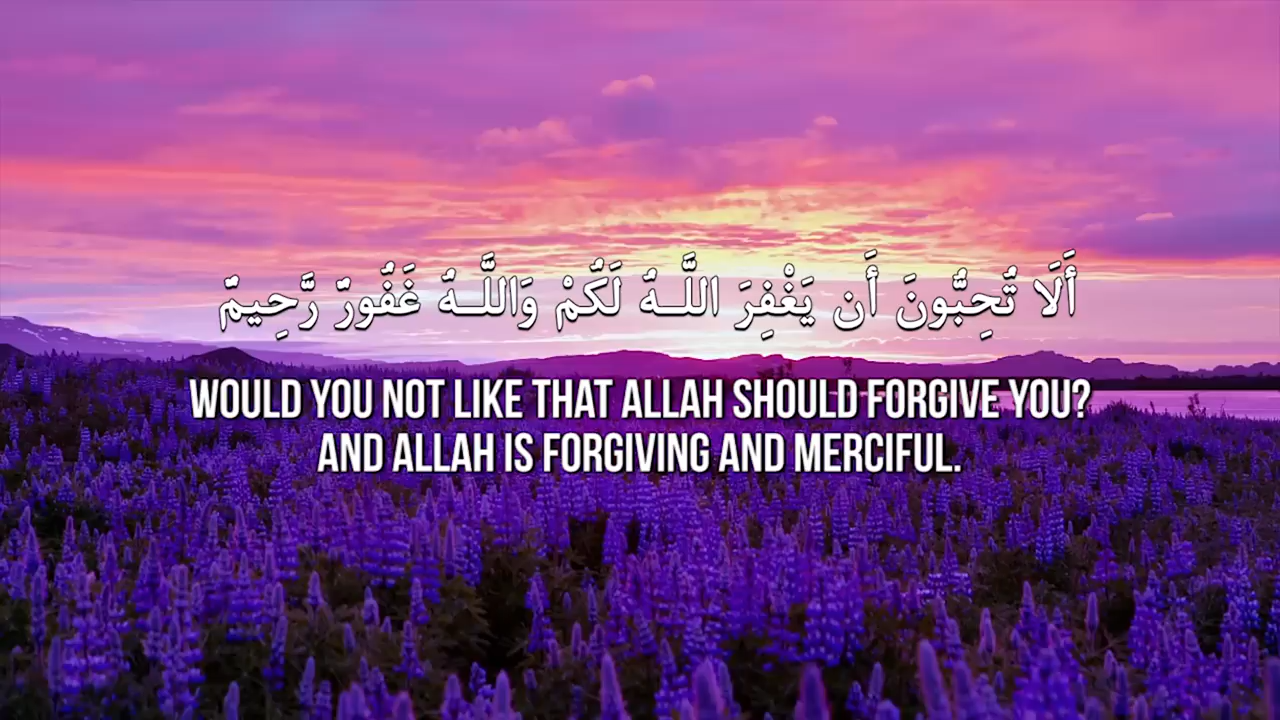 أَلَا تُحِبُّونَ أَن يَغْفِرَ اللَّـهُ لَكُمْ وَاللَّـهُ غَفُورٌ رَّحِيمٌ
WOULD YOU NOT LIKE THAT ALLAH SHOULD FORGIVE YOU?
AND ALLAH IS FORGIVING AND MERCIFUL.